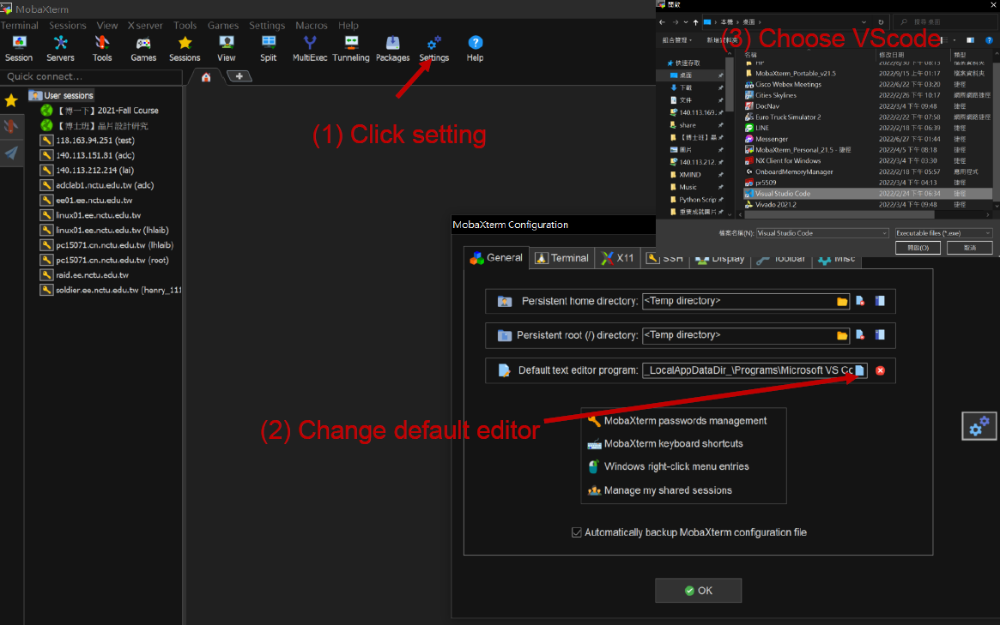 MobaXterm
Terminal Sessions View X server Tools Games Settings Macros Help
Session Servers Tools Games Sessions View Split MultiExec Tunneling Packages Settings Help
Quick connect...
User sessions
【博一下】2021-Fall Course
【博士班】晶片設計研究
118.163.94.251 (test)
140.113.151.81 (adc)
140.113.212.214 (lai)
adclab1.nctu.edu.tw (adc)
ee01.ee.nctu.edu.tw
linux01.ee.nctu.edu.tw
linux01.ee.nctu.edu.tw (lhlaib)
pc15071.cn.nctu.edu.tw (lhlaib)
pc15071.cn.nctu.edu.tw (root)
raid.ee.nctu.edu.tw
soldier.ee.nctu.edu.tw (henry_111
(1) Click setting
開啟
本機 › 桌面 ›
搜尋 桌面
組合管理 新增資料夾
(3) Choose VScode
名稱 修改日期 類型
快速存取
桌面
下載
文件
140.113.169.
share
【博士班】晶
圖片
140.113.212.
XMIND
Music
Python Scrip
重要成就圖片
HP 2022/6/30 下午 08:13 檔案資料夾
MobaXterm_Portable_v21.5 2022/9/15 上午 01:17 檔案資料夾
Cisco Webex Meetings 2022/6/22 下午 03:20 捷徑
Cities Skylines 2022/2/26 下午 10:17 網際網路捷徑
DocNav 2022/3/4 下午 09:48 捷徑
Euro Truck Simulator 2 2022/2/22 下午 07:58 網際網路捷徑
LINE 2022/2/18 下午 06:39 捷徑
Messenger 2022/6/27 下午 01:44 捷徑
MobaXterm_Personal_21.5 - 捷徑 2022/4/5 下午 08:18 捷徑
NX Client for Windows 2022/3/4 下午 03:30 捷徑
OnboardMemoryManager 2022/2/18 下午 05:57 應用程式
pr5509 2022/3/4 下午 04:13 捷徑
Visual Studio Code 2022/2/24 下午 06:34 捷徑
Vivado 2021.2 2022/3/4 下午 09:48 捷徑
檔案名稱(N): Visual Studio Code Executable files (*.exe)
開啟(O) 取消
MobaXterm Configuration
General Terminal X11 SSH Display Toolbar Misc
Persistent home directory: <Temp directory>
Persistent root (/) directory: <Temp directory>
Default text editor program: _LocalAppDataDir_\Programs\Microsoft VS Co
(2) Change default editor
MobaXterm passwords management
MobaXterm keyboard shortcuts
Windows right-click menu entries
Manage my shared sessions
Automatically backup MobaXterm configuration file
OK